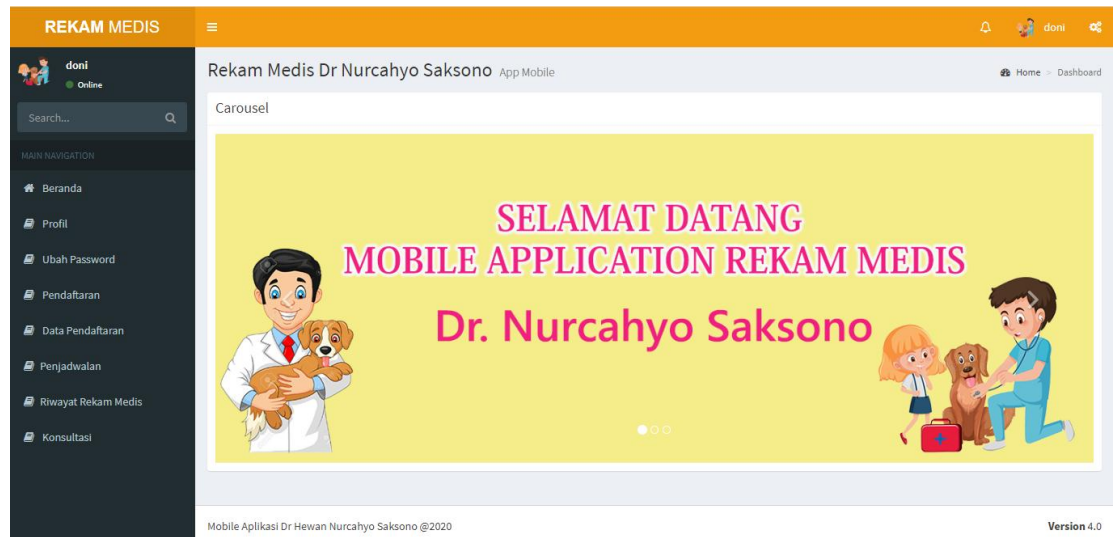 REKAM MEDIS
doni
doni
Online
Search...
MAIN NAVIGATION
Beranda
Profil
Ubah Password
Pendaftaran
Data Pendaftaran
Penjadwalan
Riwayat Rekam Medis
Konsultasi
Rekam Medis Dr Nurcahyo Saksono App Mobile
Home > Dashboard
Carousel
SELAMAT DATANG
MOBILE APPLICATION REKAM MEDIS
Dr. Nurcahyo Saksono
Mobile Aplikasi Dr Hewan Nurcahyo Saksono @2020
Version 4.0